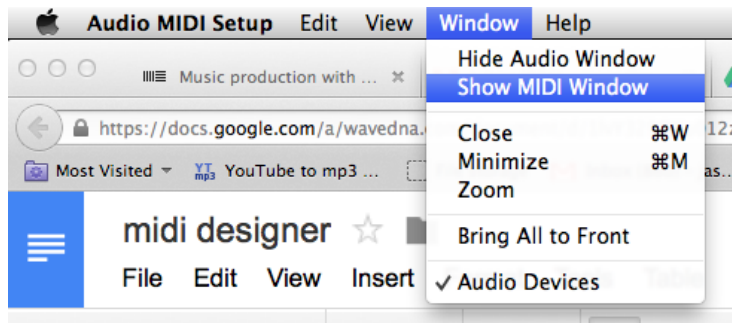 Audio MIDI Setup Edit View Window Help
Hide Audio Window
Music production with ... ×
Show MIDI Window
https://docs.google.com/a/wavedna.
Close ⌘W
Most Visited YT mp3 YouTube to mp3 ...
Minimize ⌘M
Zoom
midi designer
Bring All to Front
File Edit View Insert
✓ Audio Devices